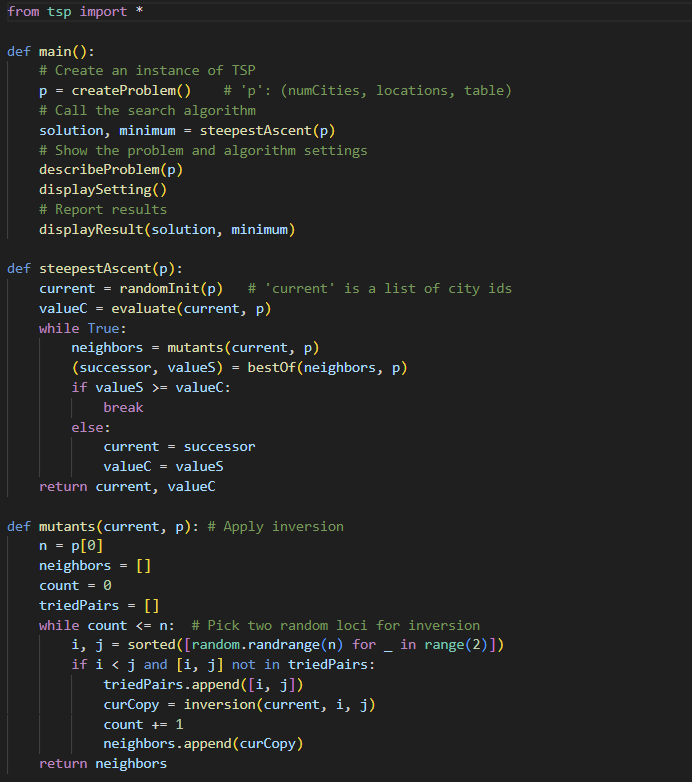 from tsp import *
def main():
    # Create an instance of TSP
    p = createProblem()    # 'p': (numCities, locations, table)
    # Call the search algorithm
    solution, minimum = steepestAscent(p)
    # Show the problem and algorithm settings
    describeProblem(p)
    displaySetting()
    # Report results
    displayResult(solution, minimum)
def steepestAscent(p):
    current = randomInit(p)   # 'current' is a list of city ids
    valueC = evaluate(current, p)
    while True:
        neighbors = mutants(current, p)
        (successor, valueS) = bestOf(neighbors, p)
        if valueS >= valueC:
            break
        else:
            current = successor
            valueC = valueS
    return current, valueC
def mutants(current, p): # Apply inversion
    n = p[0]
    neighbors = []
    count = 0
    triedPairs = []
    while count <= n:  # Pick two random loci for inversion
        i, j = sorted([random.randrange(n) for _ in range(2)])
        if i < j and [i, j] not in triedPairs:
            triedPairs.append([i, j])
            curCopy = inversion(current, i, j)
            count += 1
            neighbors.append(curCopy)
    return neighbors